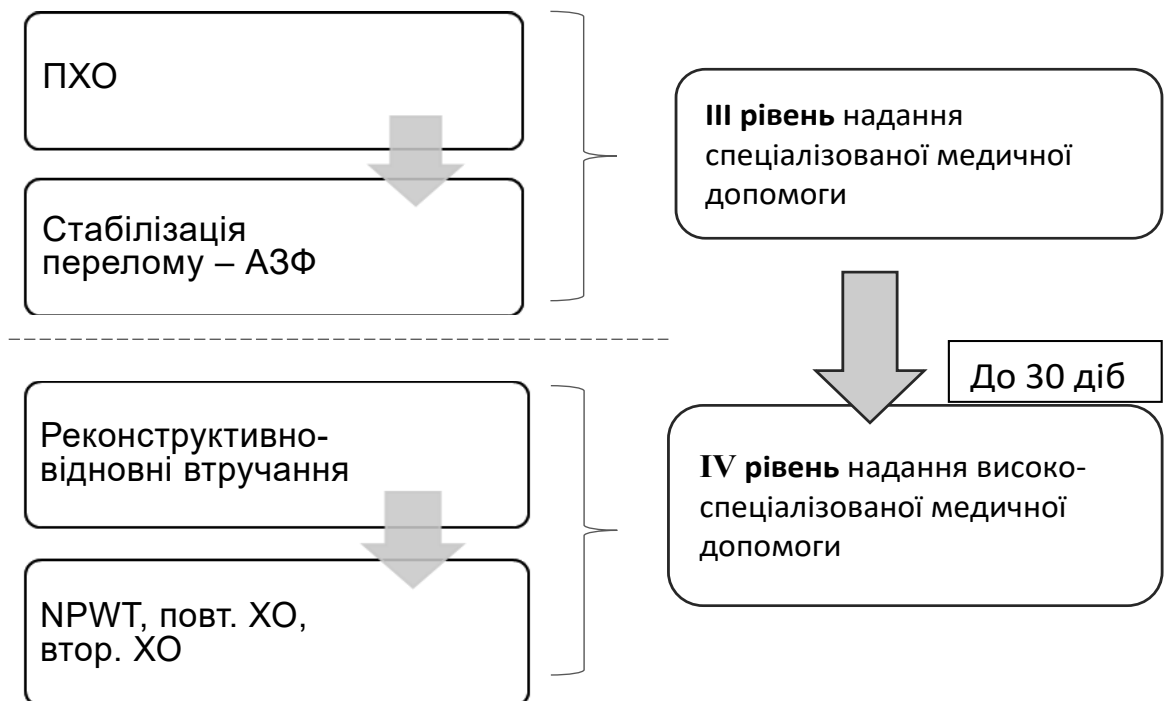 ПХО
Стабілізація
перелому – АЗФ
ІІІ рівень надання
спеціалізованої медичної
допомоги
До 30 діб
Реконструктивно-
відновні втручання
NPWT, повт. ХО,
втор. ХО
IV рівень надання високо-
спеціалізованої медичної
допомоги